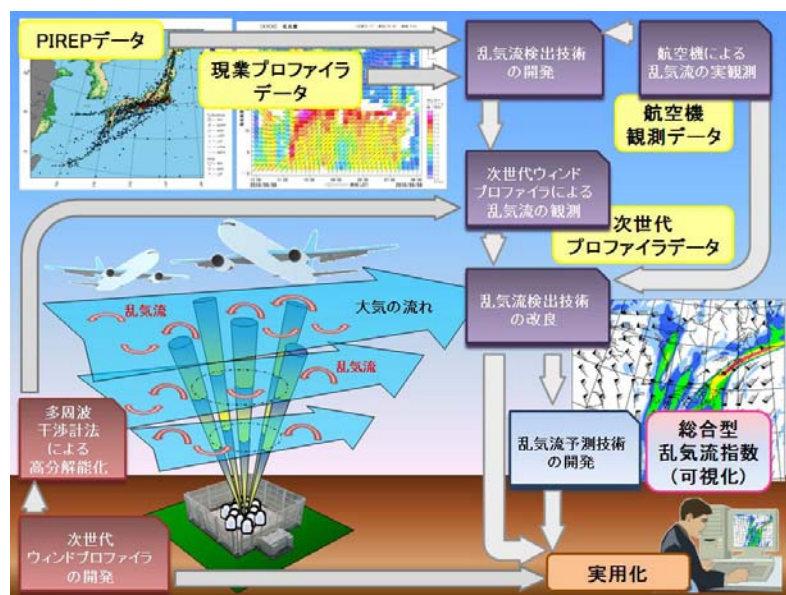 PIREPデータ
現業プロファイラ
データ
乱気流検出技術
の開発
航空機による
乱気流の実観測
航空機
観測データ
次世代ウィンド
プロファイラによる
乱気流の観測
次世代
プロファイラデータ
乱気流検出技術
の改良
乱気流
大気の流れ
乱気流
多周波
干渉計法
による
高分解能化
乱気流予測技術
の開発
総合型
乱気流指数
(可視化)
次世代
ウィンドプロファイラ
の開発
実用化